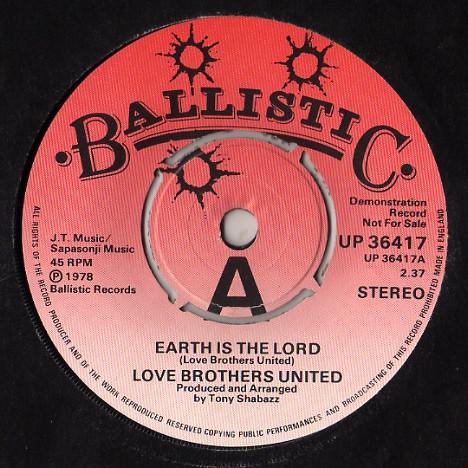 ·BALLISTIC·
Demonstration
Record
Not For Sale
J.T. Music/
Sapasonji Music
45 RPM
Ⓟ 1978
Ballistic Records
UP 36417
UP 36417A
2.37
STEREO
A
EARTH IS THE LORD
(Love Brothers United)
LOVE BROTHERS UNITED
Produced and Arranged
by Tony Shabazz
ALL RIGHTS OF THE RECORD PRODUCER AND OF THE WORK REPRODUCED RESERVED COPYING PUBLIC PERFORMANCES AND BROADCASTING OF THIS RECORD PROHIBITED MADE IN ENGLAND